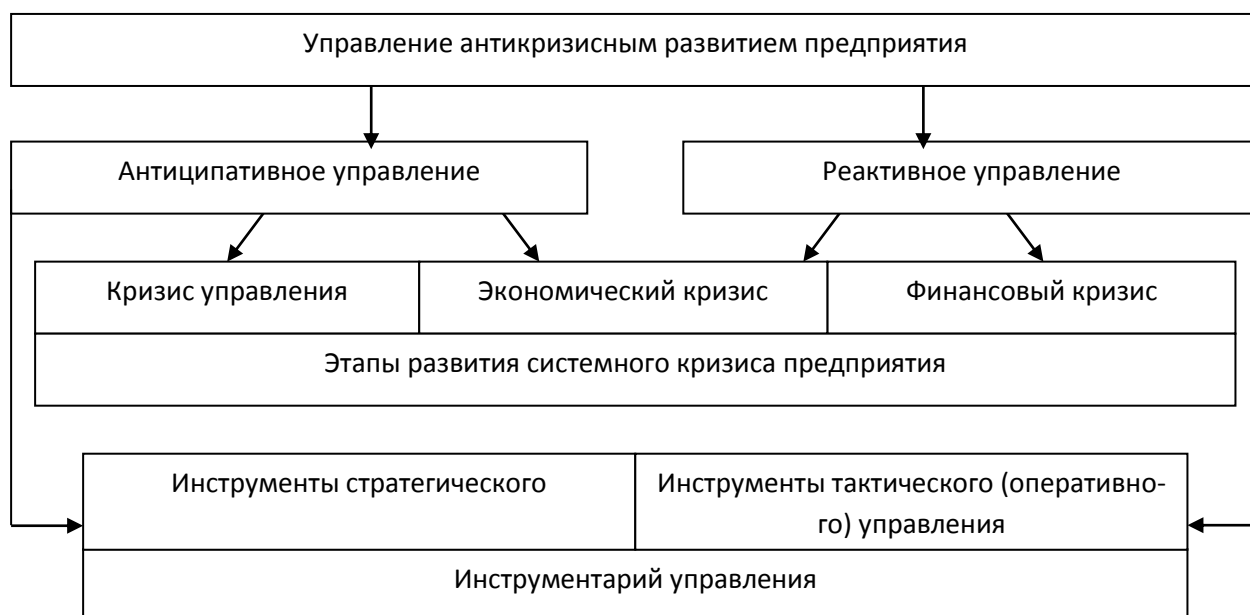 Управление антикризисным развитием предприятия
Антиципативное управление
Реактивное управление
Кризис управления
Экономический кризис
Финансовый кризис
Этапы развития системного кризиса предприятия
Инструменты стратегического
Инструменты тактического (оперативно-
го) управления
Инструментарий управления